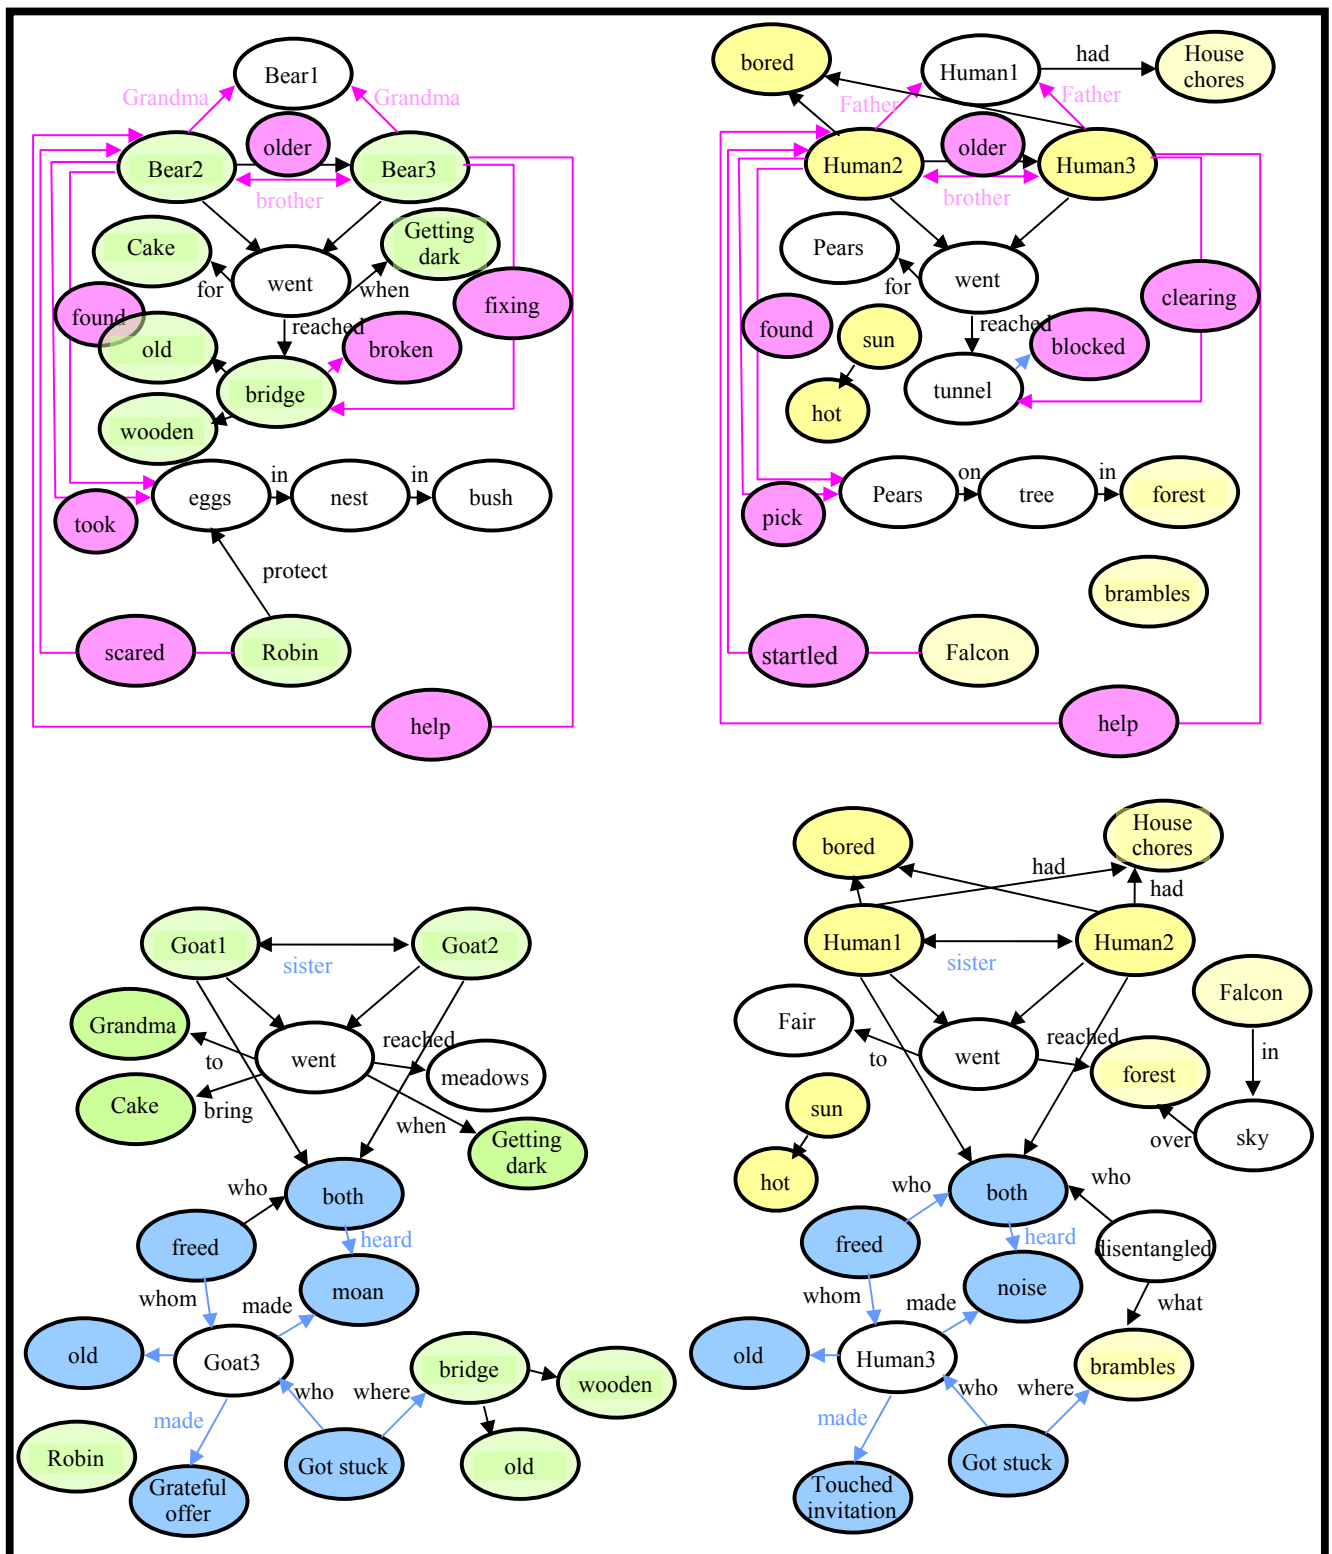 Bear1
Grandma
Grandma
older
Bear2
Bear3
brother
Cake
Getting
dark
went
for
when
found
fixing
reached
old
broken
bridge
wooden
eggs
in
nest
in
bush
took
protect
scared
Robin
help
bored
Human1
had
House
chores
Father
Father
older
Human2
Human3
brother
Pears
went
for
clearing
found
sun
reached
blocked
hot
tunnel
Pears
on
tree
in
forest
pick
brambles
startled
Falcon
help
Goat1
Goat2
sister
Grandma
went
reached
to
meadows
Cake
bring
when
Getting
dark
who
both
freed
heard
moan
whom
made
old
Goat3
bridge
wooden
who
where
made
Robin
Got stuck
old
Grateful
offer
bored
House
chores
had
had
Human1
Human2
sister
Falcon
Fair
went
reached
in
to
forest
sun
over
sky
hot
who
both
who
freed
heard
disentangled
noise
whom
made
what
old
Human3
brambles
who
where
made
Got stuck
Touched
invitation